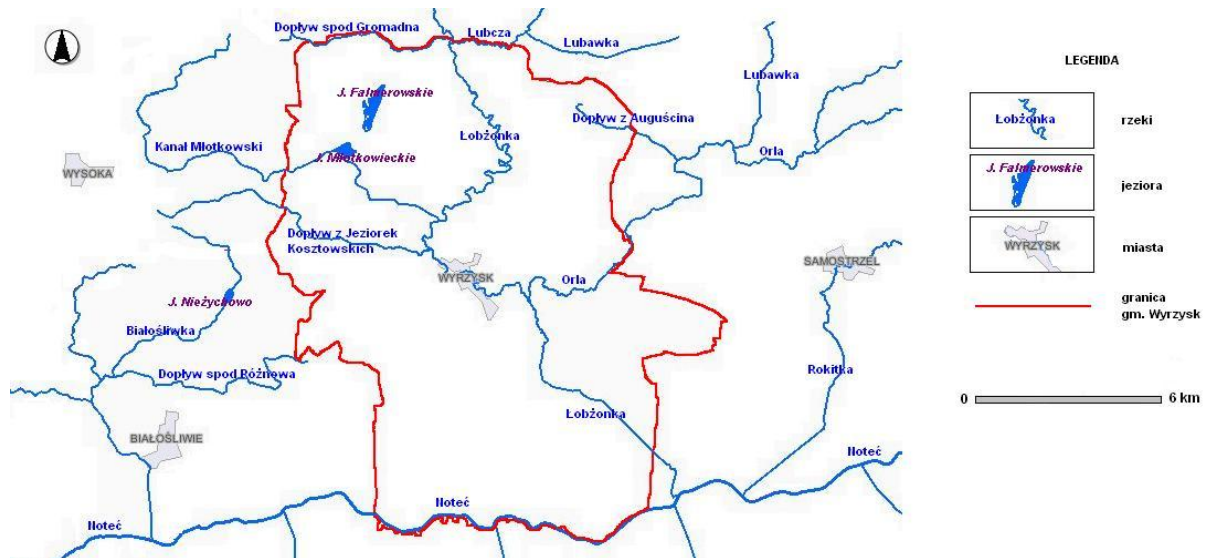 Dopływ spod Gromadna
Lubcza
Lubawka
Lubawka
J. Falmerowskie
Łobżonka
Dopływ z Auguścina
Kanał Młotkowski
J. Młotkowieckie
Orla
WYSOKA
Dopływ z Jeziorek
Kosztowskich
WYRZYSK
Orla
SAMOSTRZEL
J. Nieżychowo
Białośliwka
Dopływ spod Różnowa
Rokitka
Łobżonka
BIAŁOŚLIWIE
Noteć
Noteć
Noteć
LEGENDA
Łobżonka
rzeki
J. Falmerowskie
jeziora
WYRZYSK
miasta
granica
gm. Wyrzysk
0 6 km